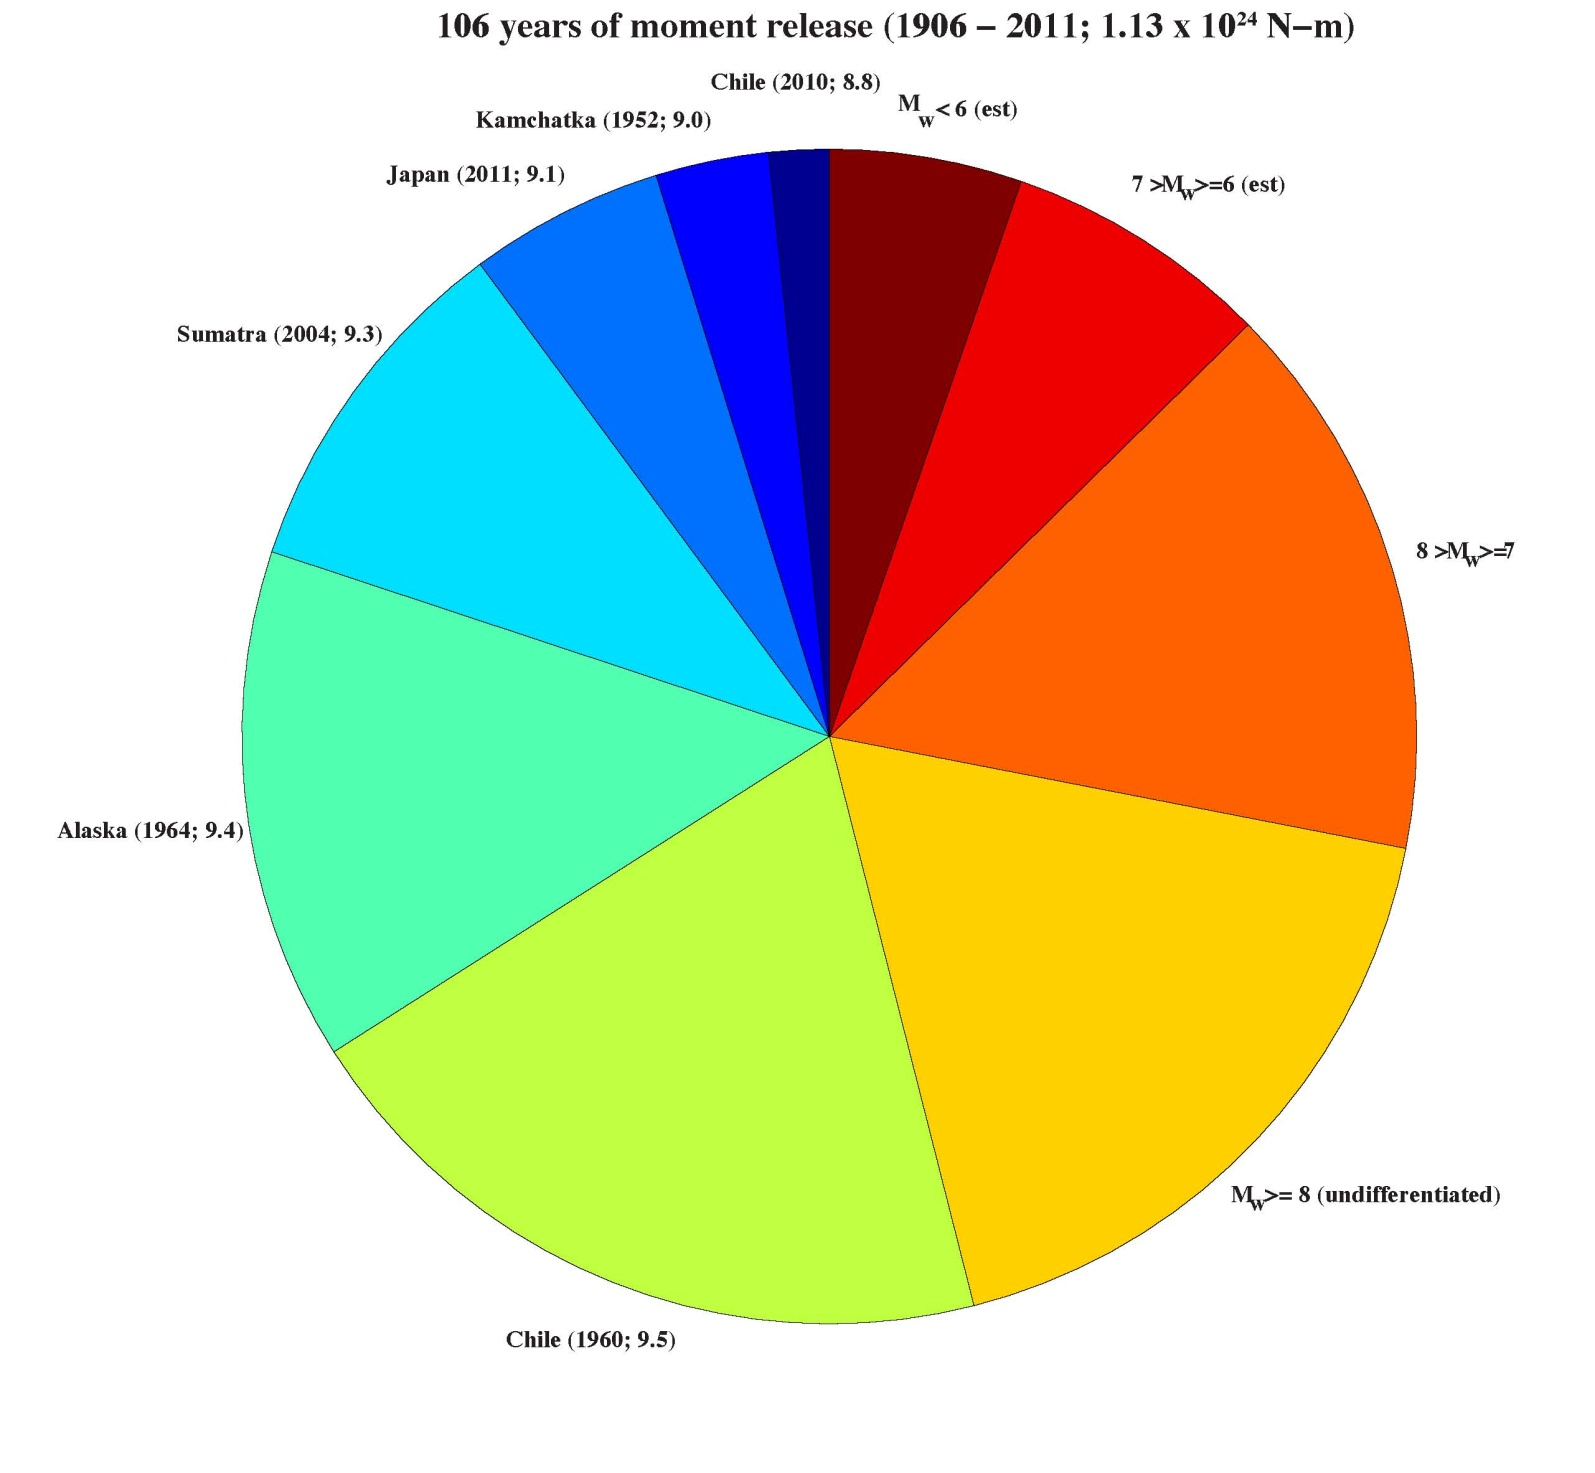 106 years of moment release (1906 – 2011; 1.13 x 10²⁴ N–m)
Chile (2010; 8.8)
Mw < 6 (est)
Kamchatka (1952; 9.0)
Japan (2011; 9.1)
7 >Mw>=6 (est)
Sumatra (2004; 9.3)
8 >Mw>=7
Alaska (1964; 9.4)
Mw>= 8 (undifferentiated)
Chile (1960; 9.5)